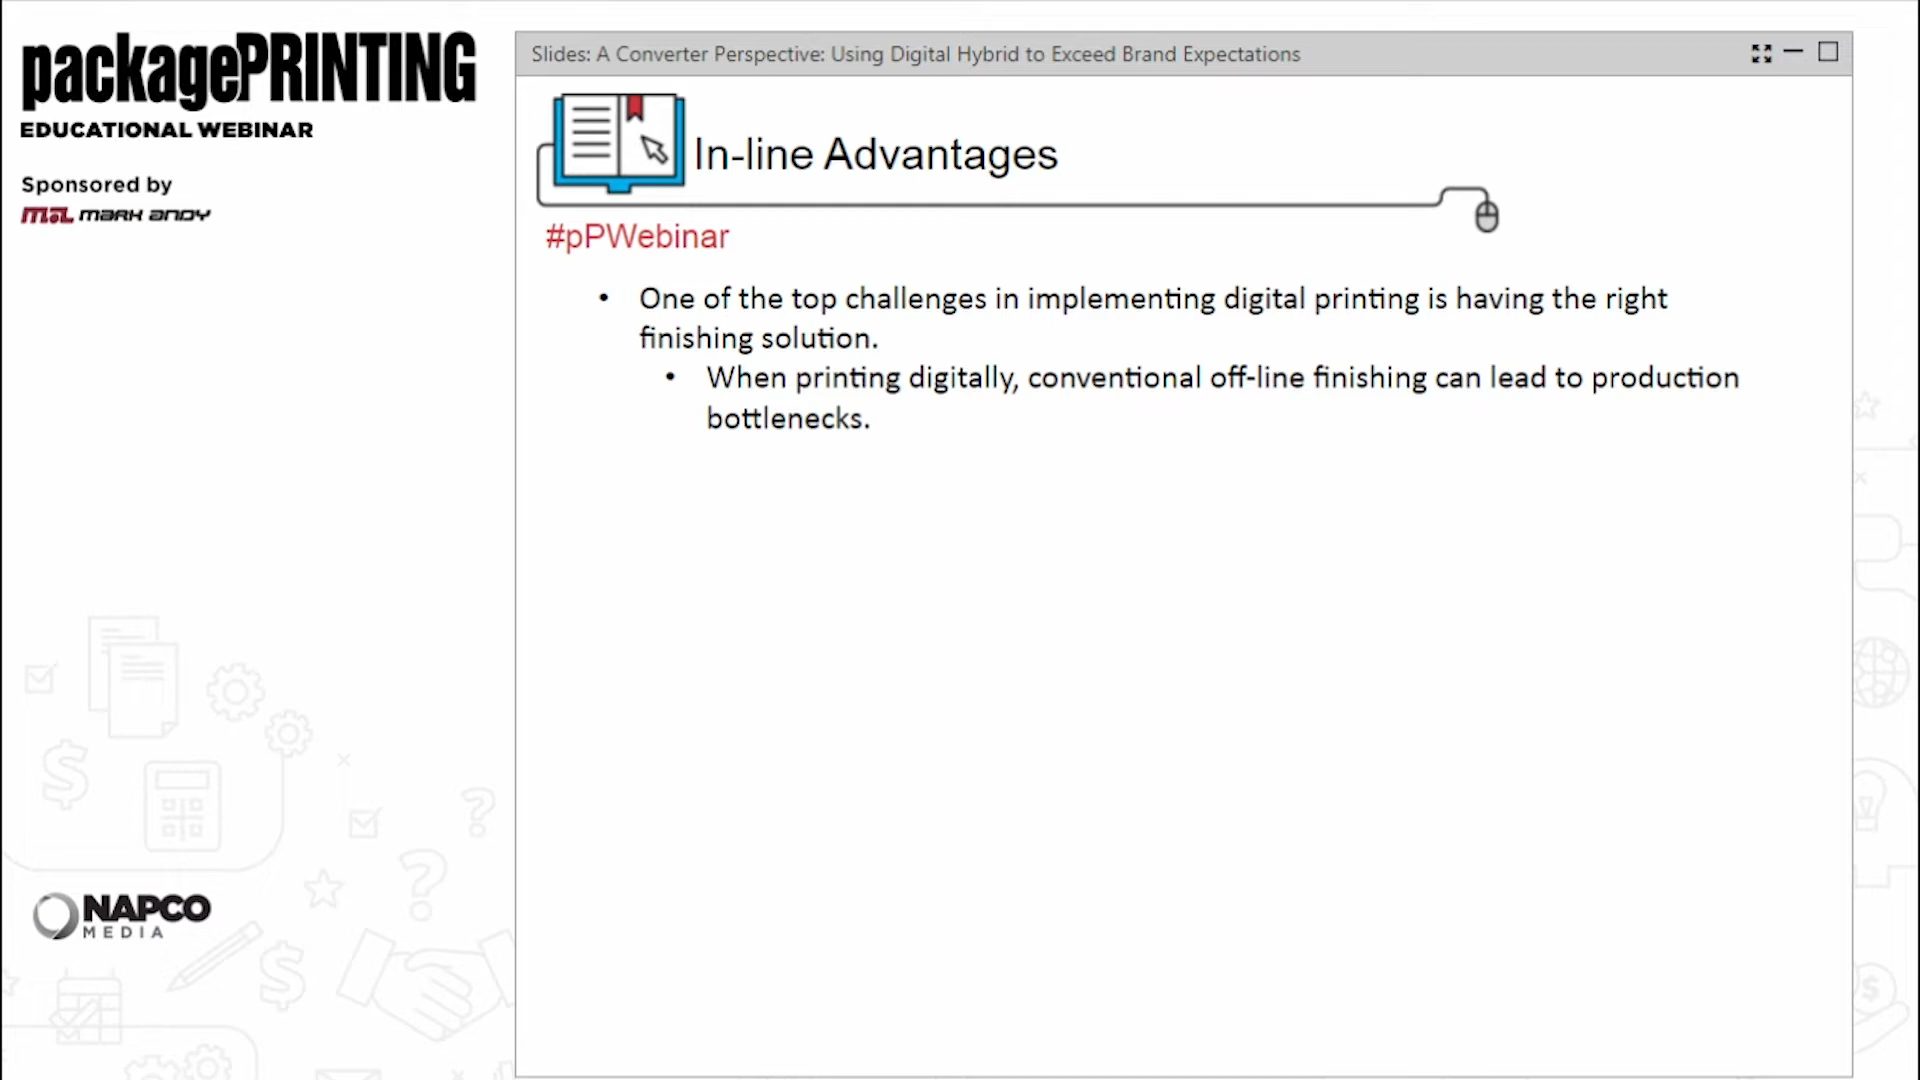 packagePRINTING
EDUCATIONAL WEBINAR
Sponsored by
MA MARK ANDY
NAPCO
MEDIA
Slides: A Converter Perspective: Using Digital Hybrid to Exceed Brand Expectations
In-line Advantages
#pPWebinar
• One of the top challenges in implementing digital printing is having the right
finishing solution.
• When printing digitally, conventional off-line finishing can lead to production
bottlenecks.